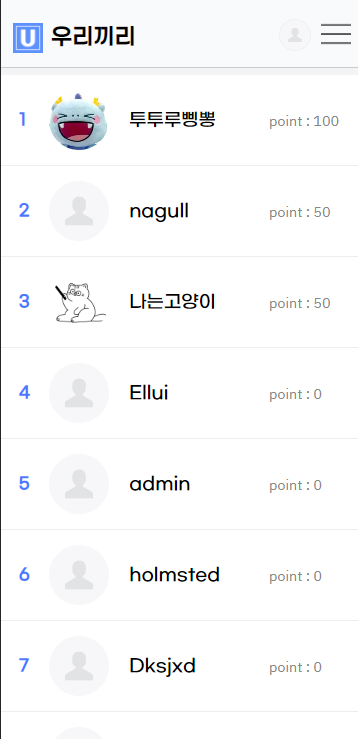 U 우리끼리
1 투투루삥뽕 point : 100
2 nagull point : 50
3 나는고양이 point : 50
4 Ellui point : 0
5 admin point : 0
6 holmsted point : 0
7 Dksjxd point : 0